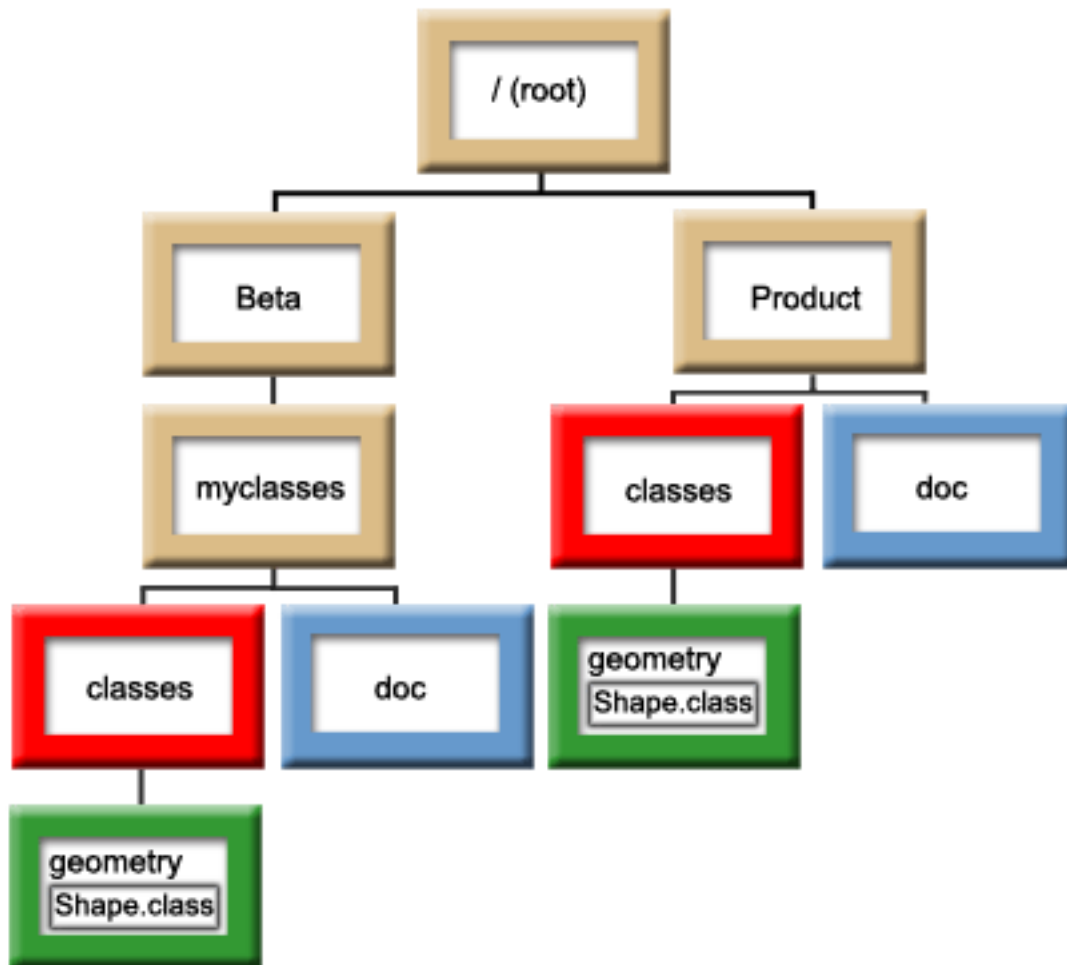 / (root)
Beta
Product
myclasses
classes
doc
classes
doc
geometry
Shape.class
geometry
Shape.class